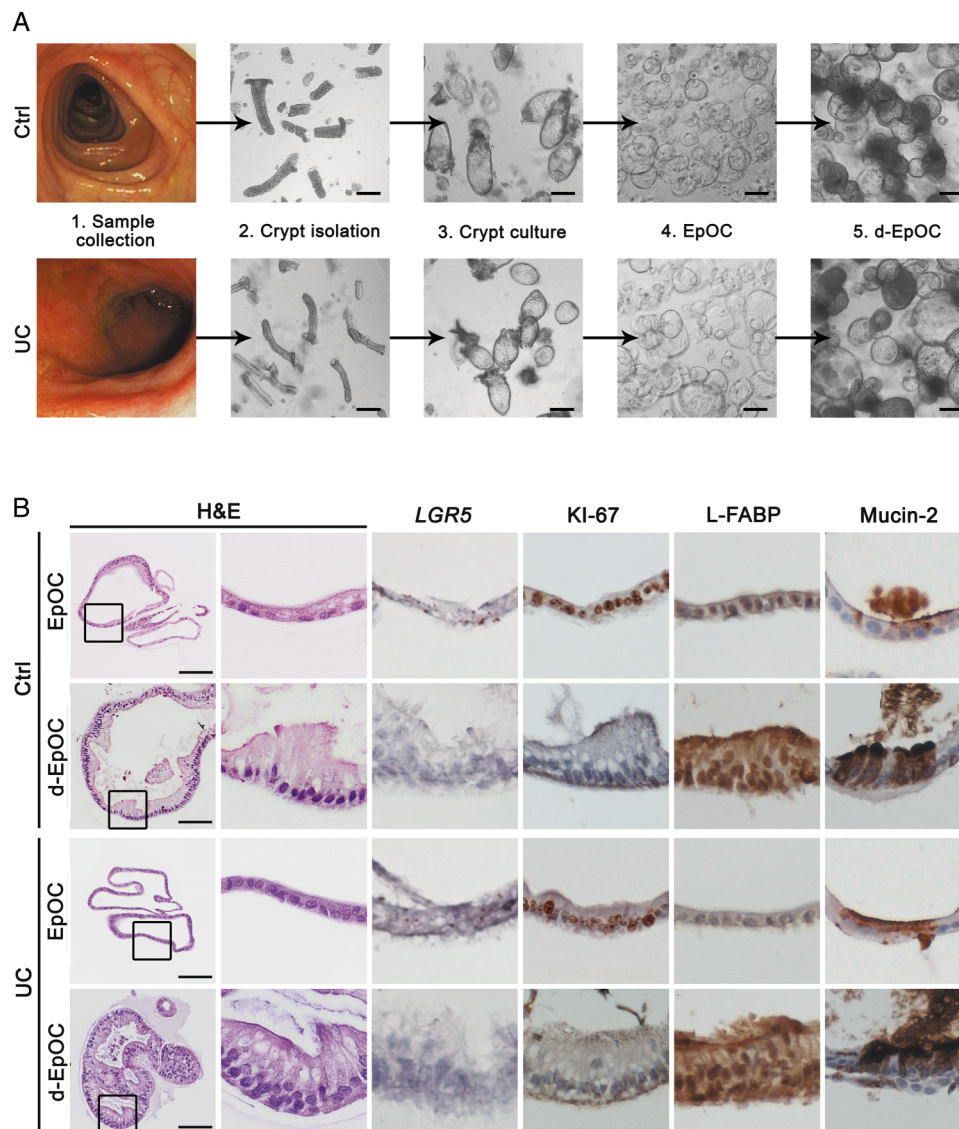 A
Ctrl
1. Sample
collection
2. Crypt isolation
3. Crypt culture
4. EpOC
5. d-EpOC
UC
B
H&E
LGR5
KI-67
L-FABP
Mucin-2
Ctrl
EpOC
d-EpOC
UC
EpOC
d-EpOC